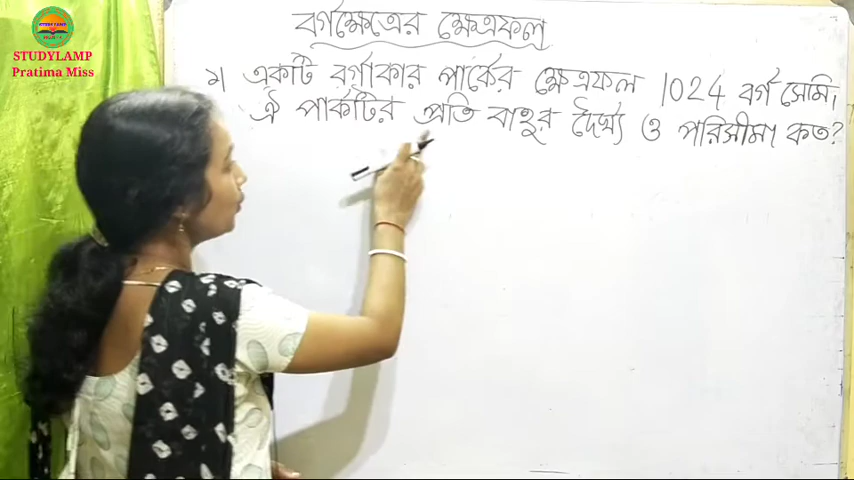 STUDYLAMP
Pratima Miss
বর্গক্ষেত্রের ক্ষেত্রফল
১| একটি বর্গাকার পার্কের ক্ষেত্রফল 1024 বর্গ সেমি,
ঐ পার্কটির প্রতি বাহুর দৈর্ঘ্য ও পরিসীমা কত?